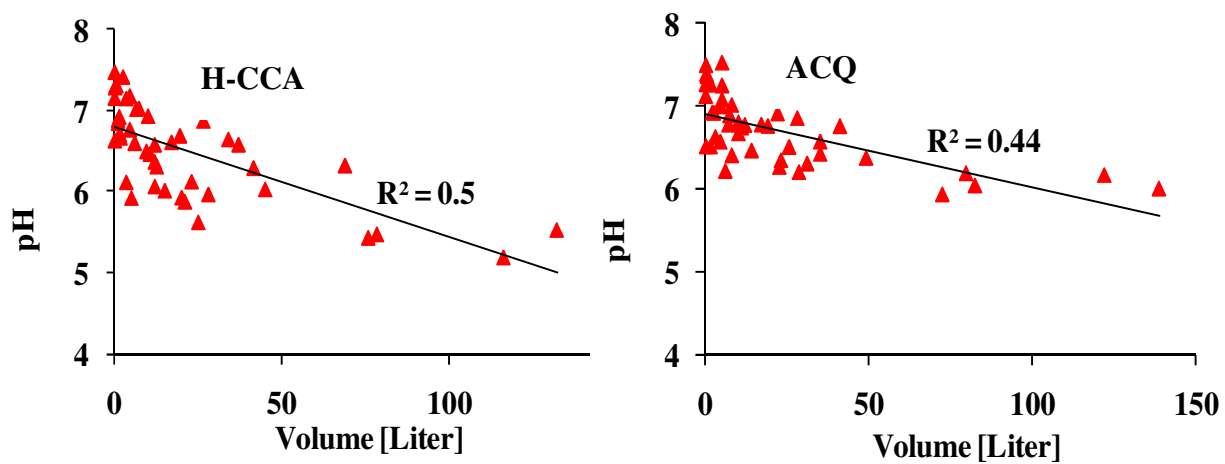 8
7
6
5
4
pH
H-CCA
R² = 0.5
0
50
100
Volume [Liter]
8
7
6
5
4
pH
ACQ
R² = 0.44
0
50
100
150
Volume [Liter]